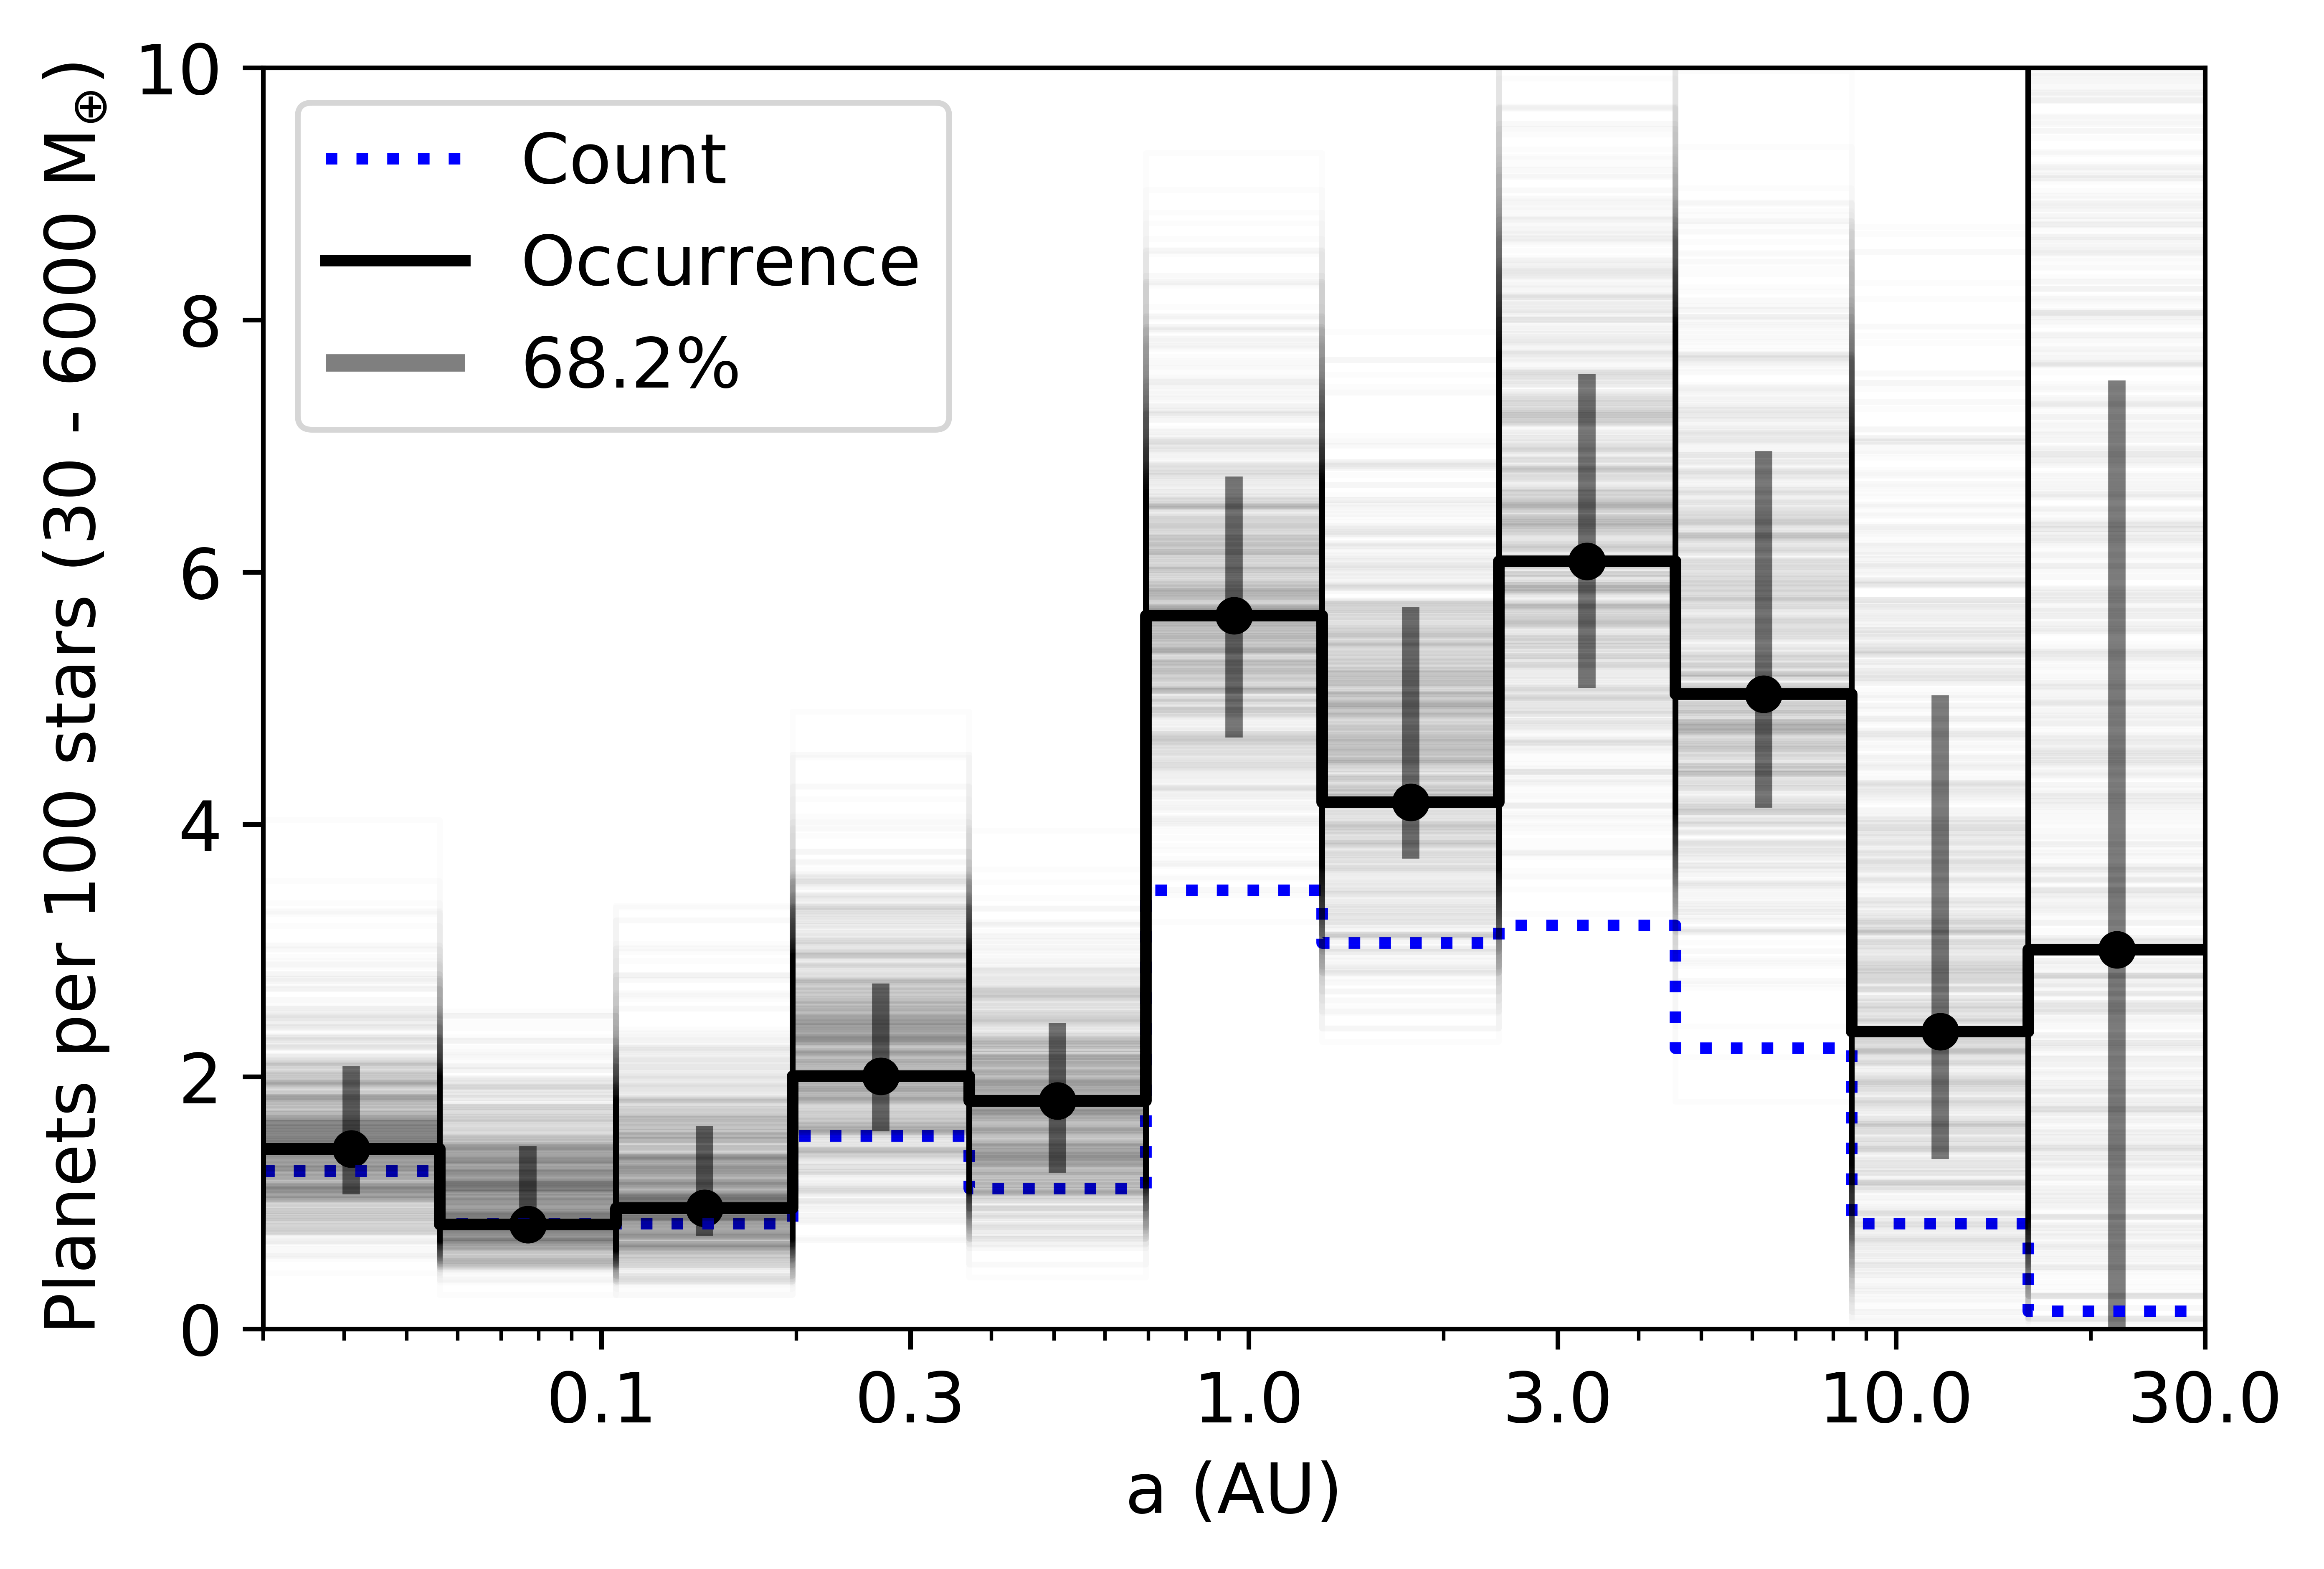 Planets per 100 stars (30 - 6000 M⊕)
10
8
6
4
2
0
Count
Occurrence
68.2%
0.1 0.3 1.0 3.0 10.0 30.0
a (AU)